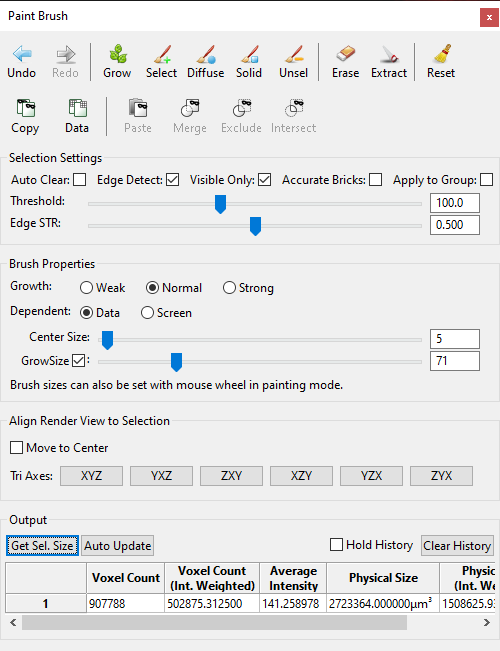 Paint Brush
Undo Redo Grow Select Diffuse Solid Unsel Erase Extract Reset
Copy Data Paste Merge Exclude Intersect
Selection Settings
Auto Clear: Edge Detect: Visible Only: Accurate Bricks: Apply to Group:
Threshold: 100.0
Edge STR: 0.500
Brush Properties
Growth: Weak Normal Strong
Dependent: Data Screen
Center Size: 5
GrowSize : 71
Brush sizes can also be set with mouse wheel in painting mode.
Align Render View to Selection
Move to Center
Tri Axes: XYZ YXZ ZXY XZY YZX ZYX
Output
Get Sel. Size Auto Update Hold History Clear History
Voxel Count Voxel Count (Int. Weighted) Average Intensity Physical Size
1 907788 502875.312500 141.258978 2723364.000000µm³